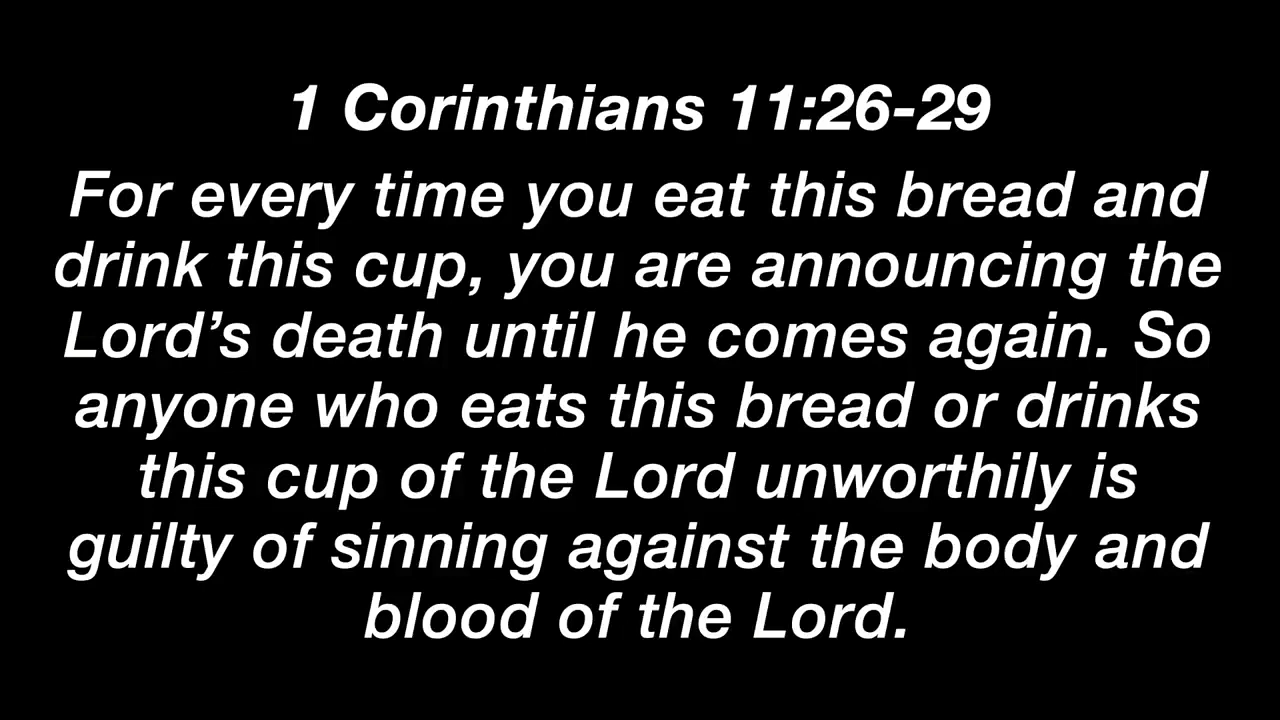 1 Corinthians 11:26-29
For every time you eat this bread and
drink this cup, you are announcing the
Lord’s death until he comes again. So
anyone who eats this bread or drinks
this cup of the Lord unworthily is
guilty of sinning against the body and
blood of the Lord.